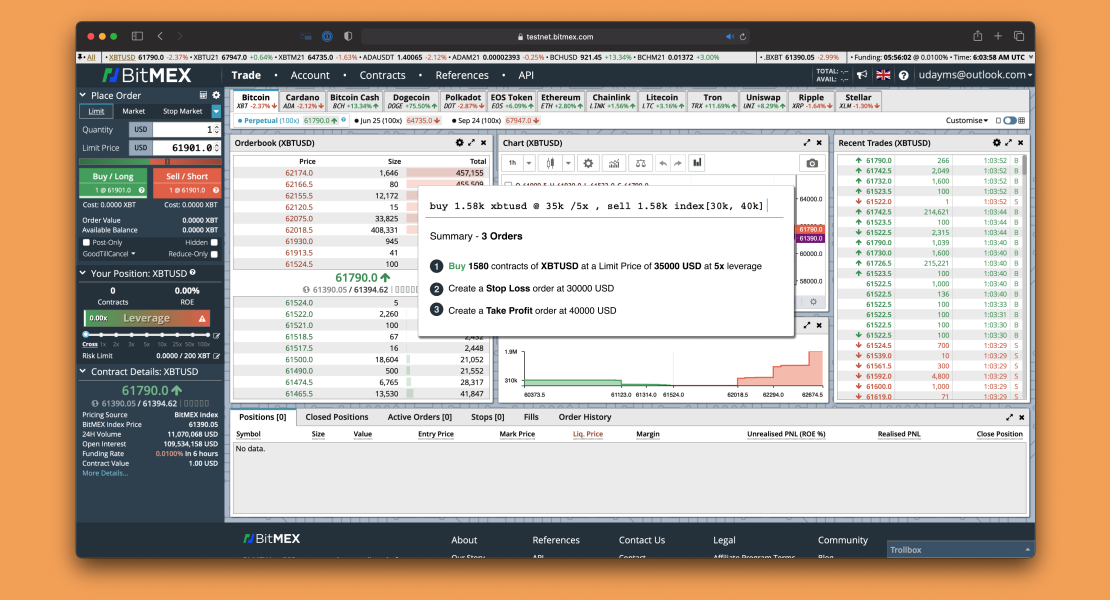 testnet.bitmex.com
All • .XBTUSD 61790.0 -2.37% • XBTU21 67947.0 +0.64% • XBTM21 64735.0 -1.63% • ADAUSDT 1.40065 -2.12% • ADAM21 0.00002393 -0.25% • BCHUSD 921.45 +13.34% • BCHM21 0.01372 +3.00% • .BXBT 61390.05 -2.99% • Funding: 05:56:02 @ 0.0100% • Time: 6:03:58 AM UTC
BitMEX Trade • Account • Contracts • References • API TOTAL: -.-- AVAIL: -.-- udayms@outlook.com
Place Order
Limit Market Stop Market
Quantity USD 1
Limit Price USD 61901.0
Buy / Long Sell / Short
1 @ 61901.0 1 @ 61901.0
Cost: 0.0000 XBT Cost: 0.0000 XBT
Order Value 0.0000 XBT
Available Balance 0.0000 XBT
Post-Only Hidden
GoodTillCancel Reduce-Only
Your Position: XBTUSD
0 0.00%
Contracts ROE
0.00x Leverage
Cross 1x 2x 3x 5x 10x 25x 50x 100x
Risk Limit 0.0000 / 200 XBT
Contract Details: XBTUSD
61790.0
61390.05 / 61394.62
Pricing Source BitMEX Index
BitMEX Index Price 61390.05
24H Volume 11,070,068 USD
Open Interest 109,534,158 USD
Funding Rate 0.0100% In 6 hours
Contract Value 1.00 USD
More Details...
Bitcoin Cardano Bitcoin Cash Dogecoin Polkadot EOS Token Ethereum Chainlink Litecoin Tron Uniswap Ripple Stellar
XBT -2.37% ADA -2.12% BCH +13.34% DOGE +75.50% DOT -2.87% EOS +6.09% ETH +2.80% LINK +1.56% LTC +3.16% TRX +11.69% UNI +8.29% XRP -1.64% XLM -1.30%
Perpetual (100x) 61790.0 Jun 25 (100x) 64735.0 Sep 24 (100x) 67947.0 Customise
Orderbook (XBTUSD)
Price Size Total
62174.0 1,646 457,155
62166.5 80 455,509
62155.5 12,172
62120.5 15
62075.0 33,825
62018.5 408,331
61930.0 945
61913.5 41
61524.5 100
61790.0
61390.05 / 61394.62
61524.0 5
61522.0 2,260
61521.0 100
61518.5 67 2,432
61517.5 16 2,448
61500.0 18,604 21,052
61490.0 500 21,552
61474.5 6,765 28,317
61465.5 13,530 41,847
Chart (XBTUSD)
1h
64000.0
61790.0
61390.0
60000.0
58000.0
buy 1.58k xbtusd @ 35k /5x , sell 1.58k index[30k, 40k]
Summary - 3 Orders
1 Buy 1580 contracts of XBTUSD at a Limit Price of 35000 USD at 5x leverage
2 Create a Stop Loss order at 30000 USD
3 Create a Take Profit order at 40000 USD
1.9M
310k
60373.5 61123.0 61314.0 61524.0 62018.5 62294.0 62674.5
Recent Trades (XBTUSD)
61790.0 266 1:03:52 B
61742.5 2,049 1:03:52 B
61732.0 1,600 1:03:52 B
61523.5 100 1:03:52 B
61522.0 1 1:03:52 S
61742.5 214,621 1:03:44 B
61523.5 100 1:03:44 B
61522.5 2,315 1:03:44 B
61790.0 1,039 1:03:40 B
61726.5 215,221 1:03:40 B
61523.5 100 1:03:40 B
61522.5 1,000 1:03:40 B
61522.5 136 1:03:40 B
61522.5 100 1:03:33 B
61522.5 100 1:03:31 B
61522.5 100 1:03:30 B
61522.5 100 1:03:30 B
61524.5 700 1:03:29 S
61539.0 10 1:03:29 S
61561.5 300 1:03:29 S
61592.0 4,800 1:03:29 S
61600.0 1,000 1:03:29 S
61619.0 71 1:03:29 S
Positions [0] Closed Positions Active Orders [0] Stops [0] Fills Order History
Symbol Size Value Entry Price Mark Price Liq. Price Margin Unrealised PNL (ROE %) Realised PNL Close Position
No data.
BitMEX About References Contact Us Legal Community
Our Story API Contact Affiliate Program Terms Blog
Trollbox